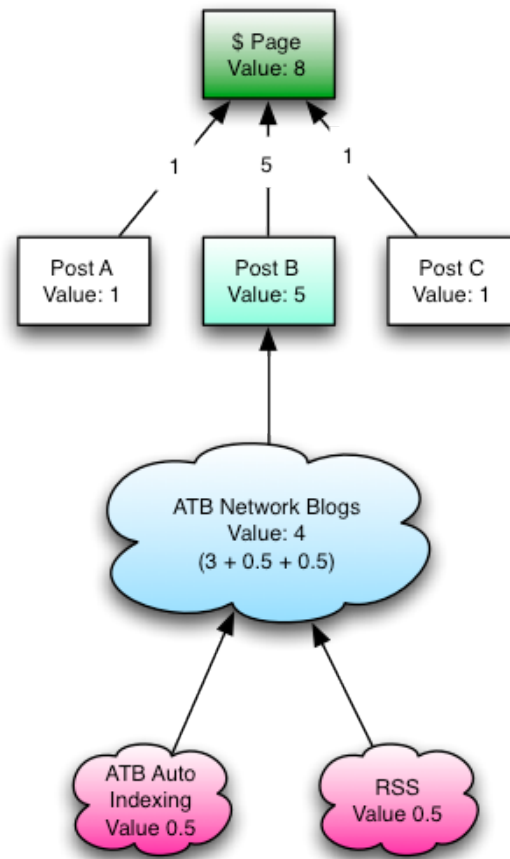 $ Page
Value: 8
1
5
1
Post A
Value: 1
Post B
Value: 5
Post C
Value: 1
ATB Network Blogs
Value: 4
(3 + 0.5 + 0.5)
ATB Auto
Indexing
Value 0.5
RSS
Value 0.5